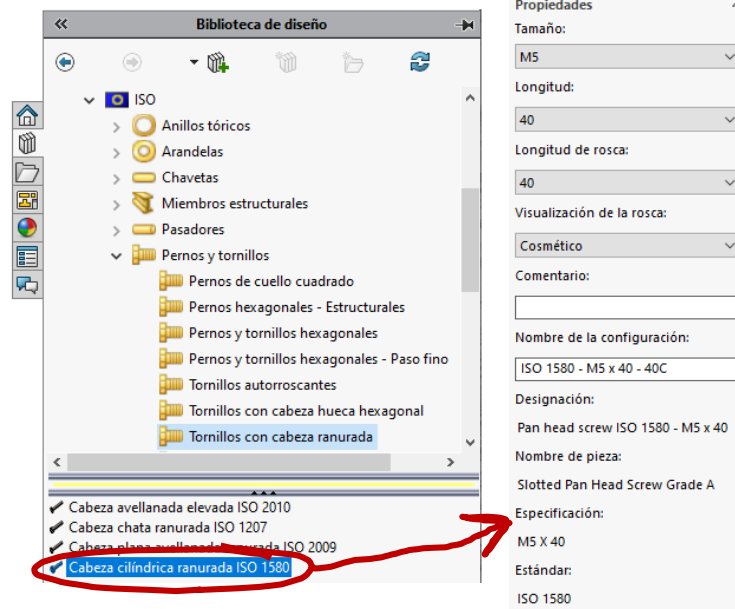 Biblioteca de diseño
ISO
Anillos tóricos
Arandelas
Chavetas
Miembros estructurales
Pasadores
Pernos y tornillos
Pernos de cuello cuadrado
Pernos hexagonales - Estructurales
Pernos y tornillos hexagonales
Pernos y tornillos hexagonales - Paso fino
Tornillos autorroscantes
Tornillos con cabeza hueca hexagonal
Tornillos con cabeza ranurada
Cabeza avellanada elevada ISO 2010
Cabeza chata ranurada ISO 1207
Cabeza plana avellanada ranurada ISO 2009
Cabeza cilíndrica ranurada ISO 1580
Propiedades
Tamaño:
M5
Longitud:
40
Longitud de rosca:
40
Visualización de la rosca:
Cosmético
Comentario:
Nombre de la configuración:
ISO 1580 - M5 x 40 - 40C
Designación:
Pan head screw ISO 1580 - M5 x 40
Nombre de pieza:
Slotted Pan Head Screw Grade A
Especificación:
M5 X 40
Estándar:
ISO 1580